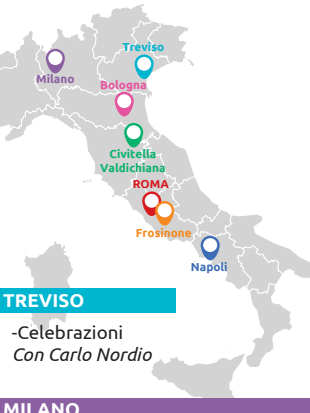 Treviso
Milano
Bologna
Civitella
Valdichiana
ROMA
Frosinone
Napoli
TREVISO
-Celebrazioni
Con Carlo Nordio
MILANO